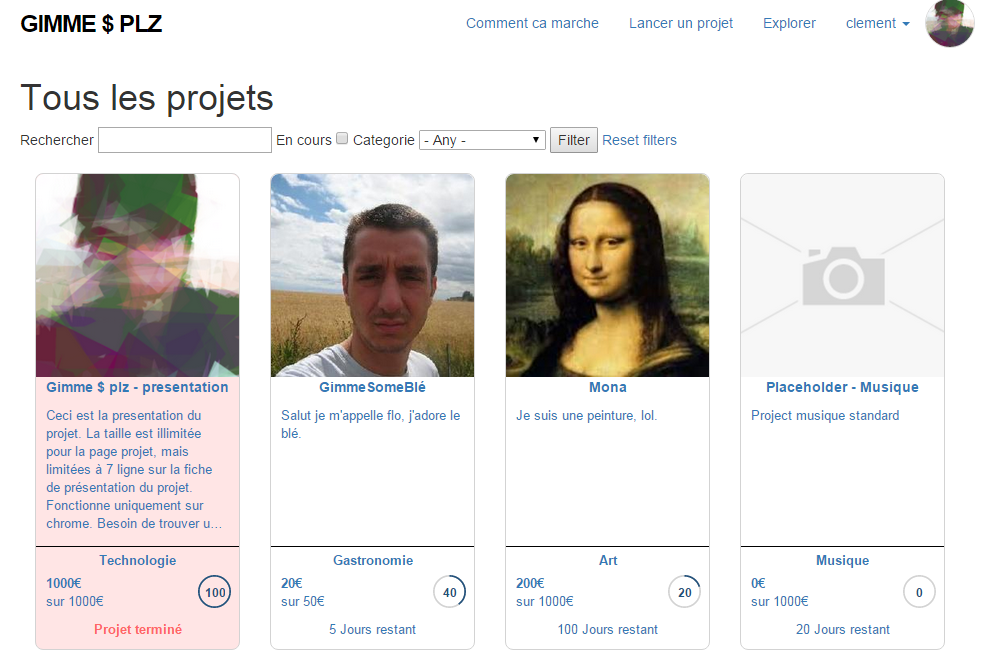 GIMME $ PLZ
Comment ca marche Lancer un projet Explorer clement
Tous les projets
Rechercher En cours Categorie - Any - Filter Reset filters
Gimme $ plz - presentation
Ceci est la presentation du
projet. La taille est illimitée
pour la page projet, mais
limitées à 7 ligne sur la fiche
de présentation du projet.
Fonctionne uniquement sur
chrome. Besoin de trouver u...
Technologie
1000€
sur 1000€
100
Projet terminé
GimmeSomeBlé
Salut je m'appelle flo, j'adore le
blé.
Gastronomie
20€
sur 50€
40
5 Jours restant
Mona
Je suis une peinture, lol.
Art
200€
sur 1000€
20
100 Jours restant
Placeholder - Musique
Project musique standard
Musique
0€
sur 1000€
0
20 Jours restant